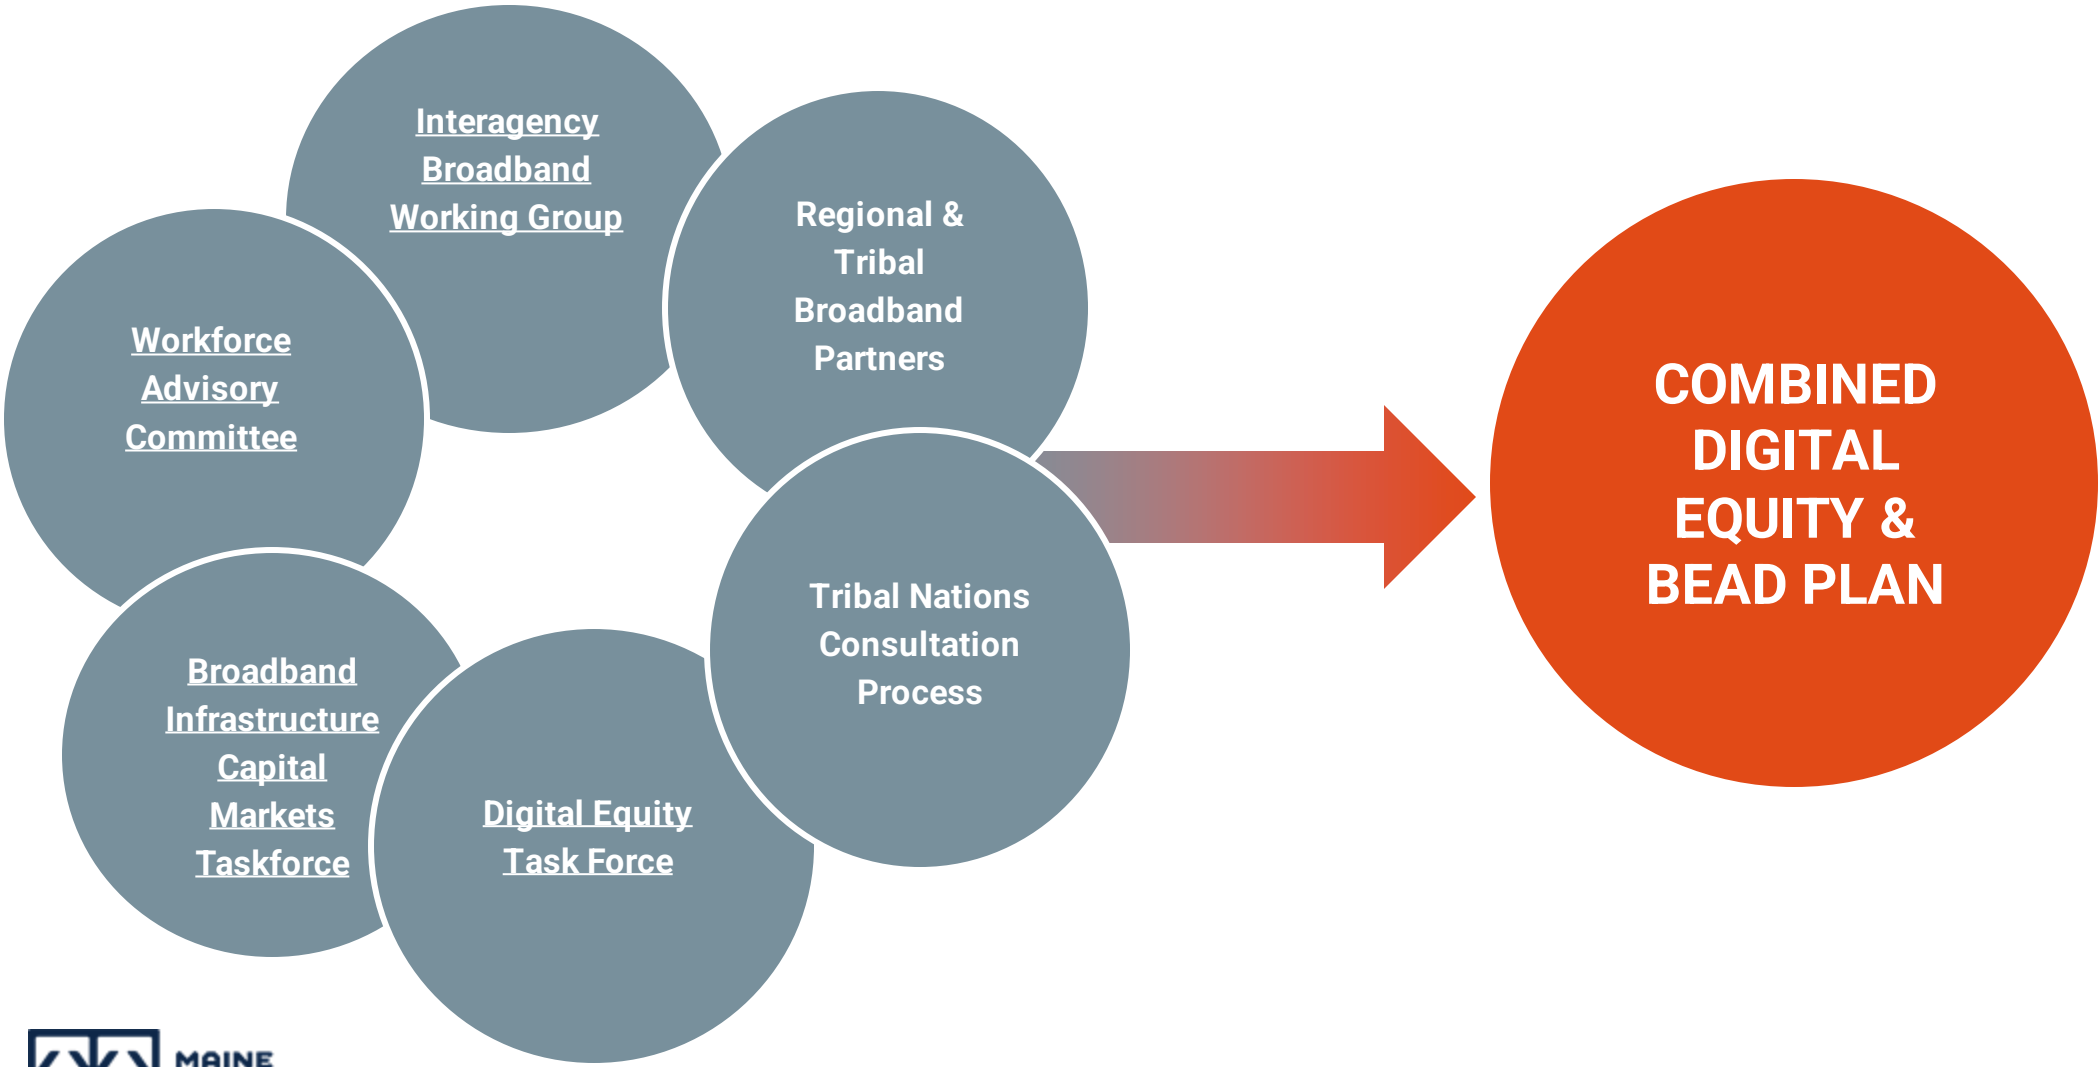 Interagency
Broadband
Working Group
Regional &
Tribal
Broadband
Partners
Workforce
Advisory
Committee
COMBINED
DIGITAL
EQUITY &
BEAD PLAN
Tribal Nations
Consultation
Process
Broadband
Infrastructure
Capital
Markets
Taskforce
Digital Equity
Task Force
MAINE